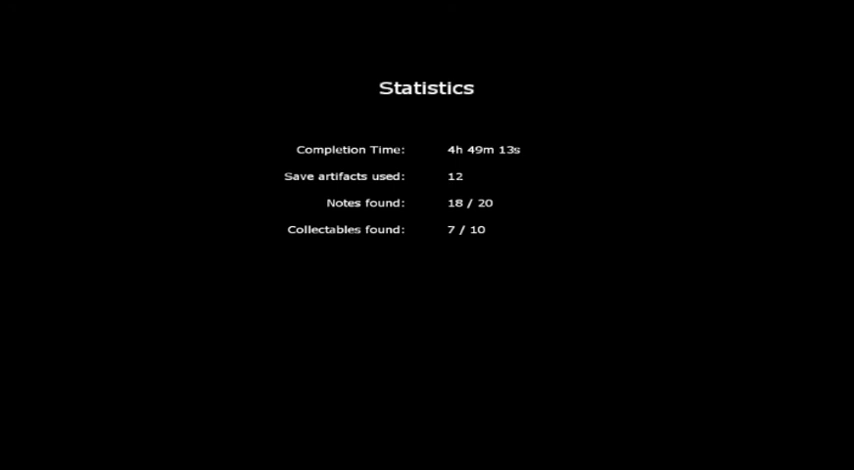 Statistics
Completion Time: 4h 49m 13s
Save artifacts used: 12
Notes found: 18 / 20
Collectables found: 7 / 10